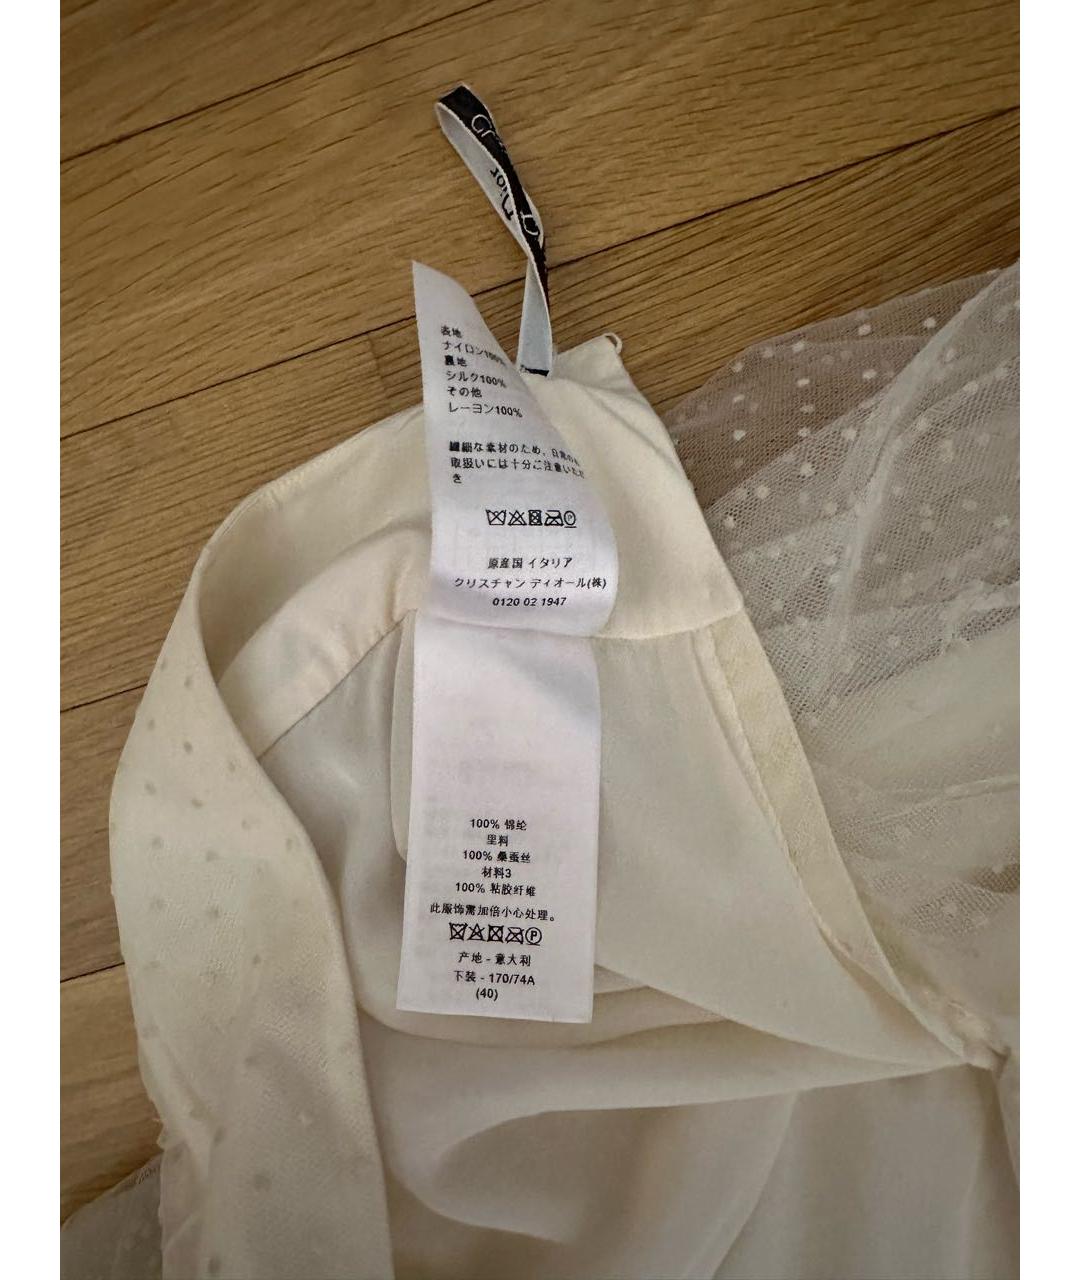 Dior
表地
ナイロン100%
裏地
シルク100%
その他
レーヨン100%
繊細な素材のため、日常の
取扱いには十分ご注意いただ
き
原産国 イタリア
クリスチャン ディオール(株)
0120 02 1947
100% 锦纶
里料
100% 桑蚕丝
材料3
100% 粘胶纤维
此服饰需加倍小心处理。
P
产地 - 意大利
下装 - 170/74A
(40)